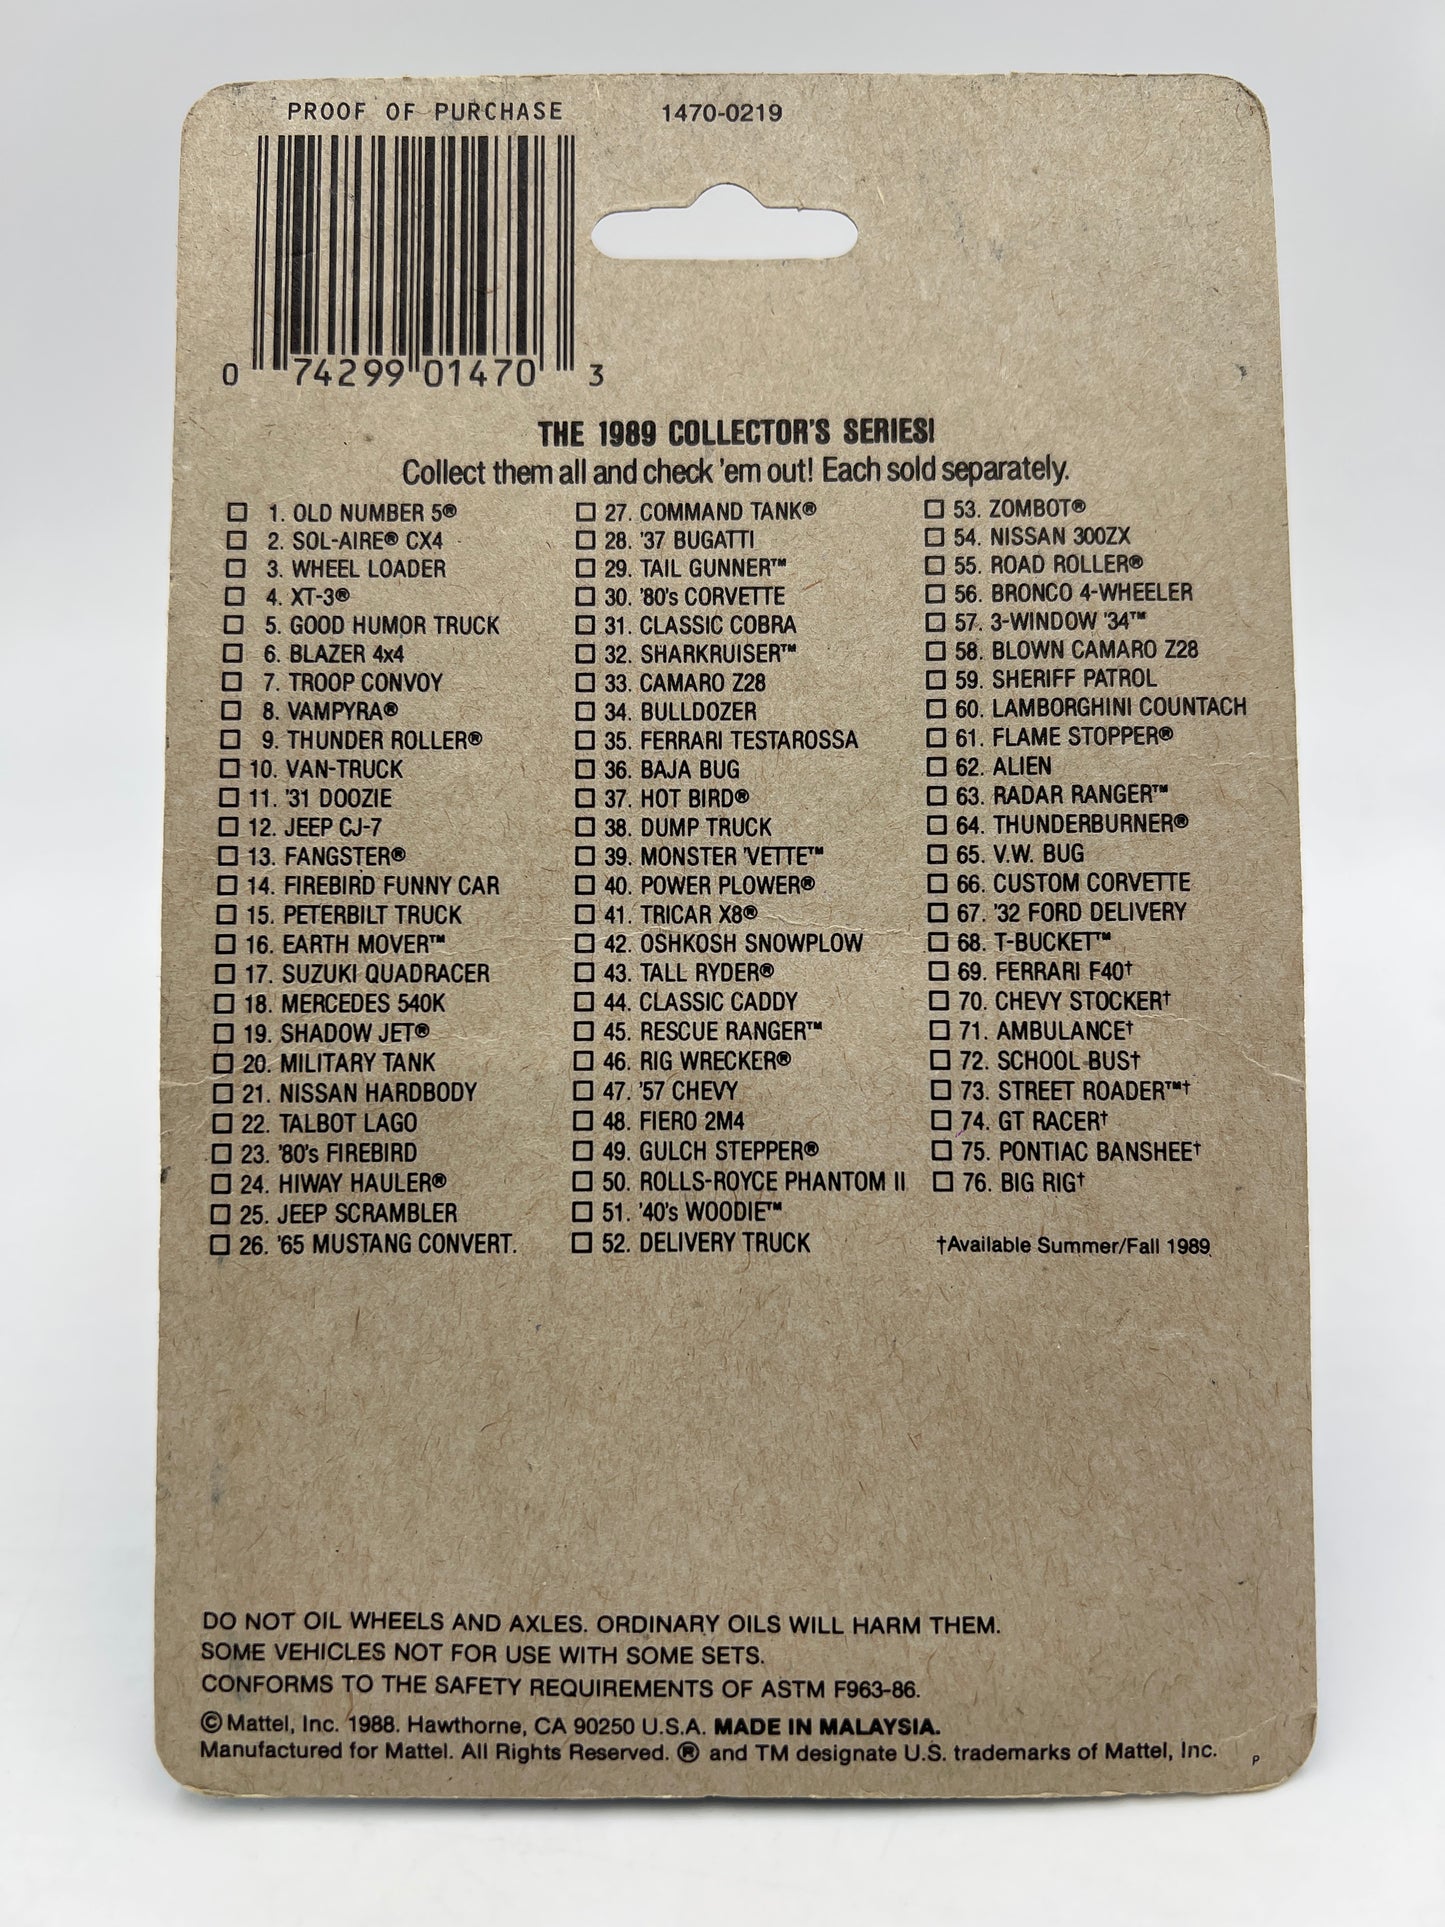 PROOF OF PURCHASE
1470-0219
0 74299 01470 3
THE 1989 COLLECTOR'S SERIES!
Collect them all and check 'em out! Each sold separately.
1. OLD NUMBER 5®
2. SOL-AIRE® CX4
3. WHEEL LOADER
4. XT-3®
5. GOOD HUMOR TRUCK
6. BLAZER 4x4
7. TROOP CONVOY
8. VAMPYRA®
9. THUNDER ROLLER®
10. VAN-TRUCK
11. '31 DOOZIE
12. JEEP CJ-7
13. FANGSTER®
14. FIREBIRD FUNNY CAR
15. PETERBILT TRUCK
16. EARTH MOVER™
17. SUZUKI QUADRACER
18. MERCEDES 540K
19. SHADOW JET®
20. MILITARY TANK
21. NISSAN HARDBODY
22. TALBOT LAGO
23. '80's FIREBIRD
24. HIWAY HAULER®
25. JEEP SCRAMBLER
26. '65 MUSTANG CONVERT.
27. COMMAND TANK®
28. '37 BUGATTI
29. TAIL GUNNER™
30. '80's CORVETTE
31. CLASSIC COBRA
32. SHARKRUISER™
33. CAMARO Z28
34. BULLDOZER
35. FERRARI TESTAROSSA
36. BAJA BUG
37. HOT BIRD®
38. DUMP TRUCK
39. MONSTER 'VETTE™
40. POWER PLOWER®
41. TRICAR X8®
42. OSHKOSH SNOWPLOW
43. TALL RYDER®
44. CLASSIC CADDY
45. RESCUE RANGER™
46. RIG WRECKER®
47. '57 CHEVY
48. FIERO 2M4
49. GULCH STEPPER®
50. ROLLS-ROYCE PHANTOM II
51. '40's WOODIE™
52. DELIVERY TRUCK
53. ZOMBOT®
54. NISSAN 300ZX
55. ROAD ROLLER®
56. BRONCO 4-WHEELER
57. 3-WINDOW '34™
58. BLOWN CAMARO Z28
59. SHERIFF PATROL
60. LAMBORGHINI COUNTACH
61. FLAME STOPPER®
62. ALIEN
63. RADAR RANGER™
64. THUNDERBURNER®
65. V.W. BUG
66. CUSTOM CORVETTE
67. '32 FORD DELIVERY
68. T-BUCKET™
69. FERRARI F40†
70. CHEVY STOCKER†
71. AMBULANCE†
72. SCHOOL BUS†
73. STREET ROADER™†
74. GT RACER†
75. PONTIAC BANSHEE†
76. BIG RIG†
†Available Summer/Fall 1989
DO NOT OIL WHEELS AND AXLES. ORDINARY OILS WILL HARM THEM.
SOME VEHICLES NOT FOR USE WITH SOME SETS.
CONFORMS TO THE SAFETY REQUIREMENTS OF ASTM F963-86.
© Mattel, Inc. 1988. Hawthorne, CA 90250 U.S.A. MADE IN MALAYSIA.
Manufactured for Mattel. All Rights Reserved. ® and TM designate U.S. trademarks of Mattel, Inc.
P